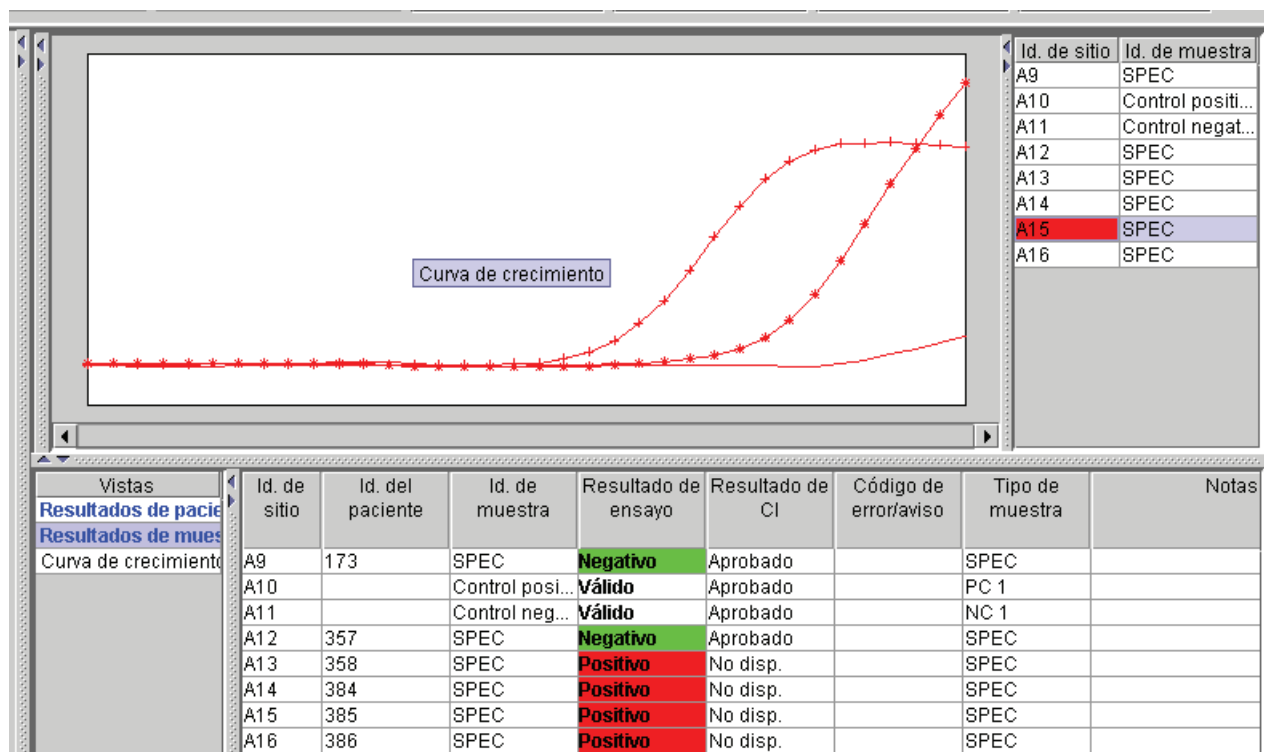 Id. de sitio Id. de muestra
A9 SPEC
A10 Control positi...
A11 Control negat...
A12 SPEC
A13 SPEC
A14 SPEC
A15 SPEC
A16 SPEC
Curva de crecimiento
Vistas
Resultados de pacie
Resultados de mues
Curva de crecimiento
Id. de sitio Id. del paciente Id. de muestra Resultado de ensayo Resultado de CI Código de error/aviso Tipo de muestra Notas
A9 173 SPEC Negativo Aprobado SPEC
A10 Control posi... Válido Aprobado PC 1
A11 Control neg... Válido Aprobado NC 1
A12 357 SPEC Negativo Aprobado SPEC
A13 358 SPEC Positivo No disp. SPEC
A14 384 SPEC Positivo No disp. SPEC
A15 385 SPEC Positivo No disp. SPEC
A16 386 SPEC Positivo No disp. SPEC